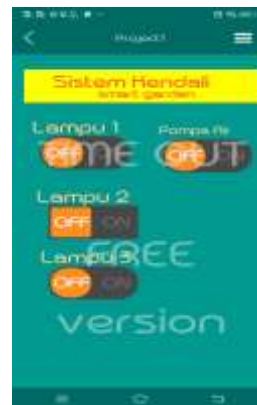 Project1
Sistem Kendali
smart garden
Lampu 1
Pompa Air
OFF
OFF
TIME OUT
Lampu 2
OFF ON
FREE
Lampu 3
OFF ON
version